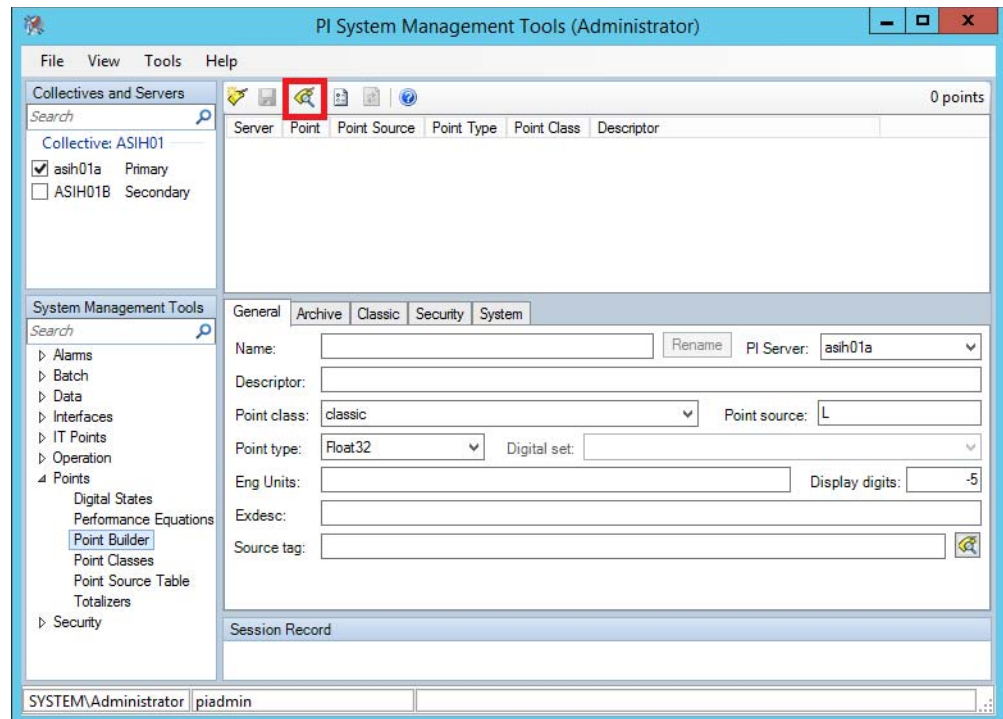 PI System Management Tools (Administrator)
File View Tools Help
Collectives and Servers
Search
Collective: ASIH01
asih01a Primary
ASIH01B Secondary
0 points
Server Point Point Source Point Type Point Class Descriptor
System Management Tools
Search
Alarms
Batch
Data
Interfaces
IT Points
Operation
Points
Digital States
Performance Equations
Point Builder
Point Classes
Point Source Table
Totalizers
Security
General Archive Classic Security System
Name: Rename PI Server: asih01a
Descriptor:
Point class: classic Point source: L
Point type: Float32 Digital set:
Eng Units: Display digits: -5
Exdesc:
Source tag:
Session Record
SYSTEM\Administrator piadmin